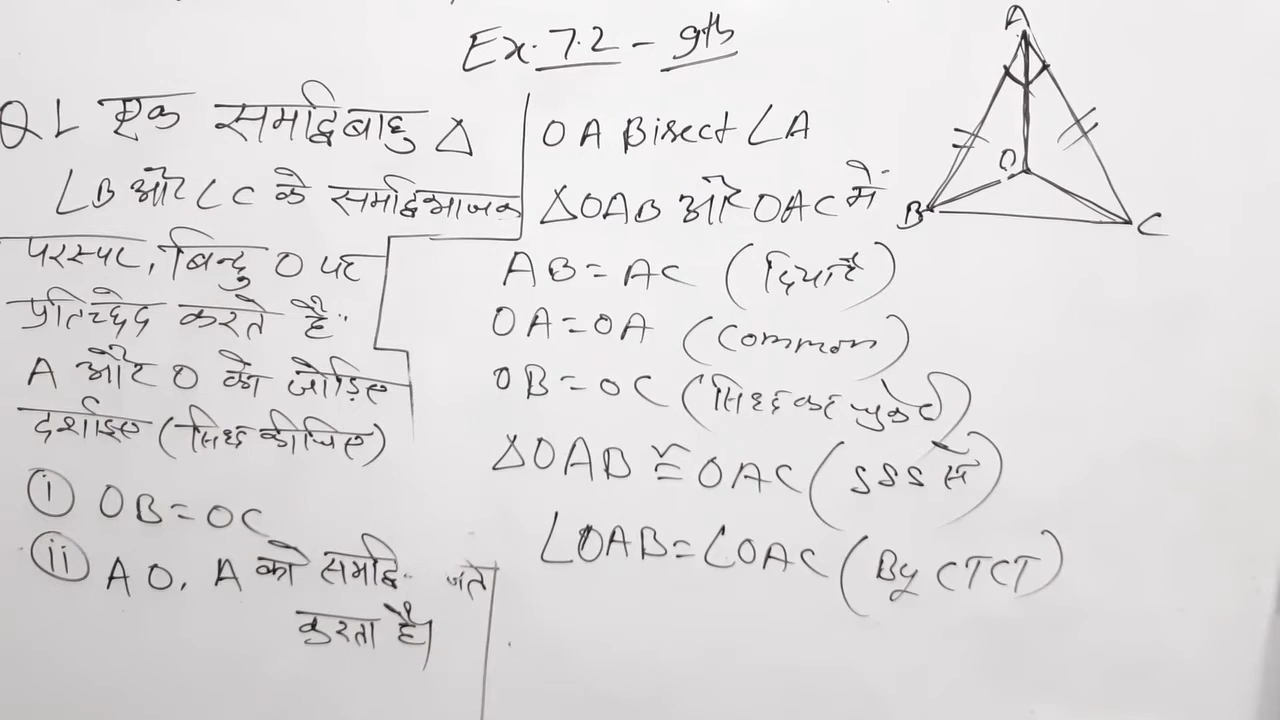 Ex. 7.2 - 9th
Q1 एक समद्विबाहु △
∠B और ∠C के समद्विभाजक
परस्पर, बिन्दु O पर
प्रतिच्छेद करते है.
A और O को जोड़िए
दर्शाइए (सिध्द कीजिए)
(i) OB = OC
(ii) AO, A को समद्वि-
करता है।
OA Bisect ∠A
△OAB और OAC में
AB = AC (दिया है)
OA = OA (Common)
OB = OC (सिध्द कर चुके है)
△OAB ≅ OAC (SSS से)
∠OAB = ∠OAC (By CTCT)
A
O
B
C